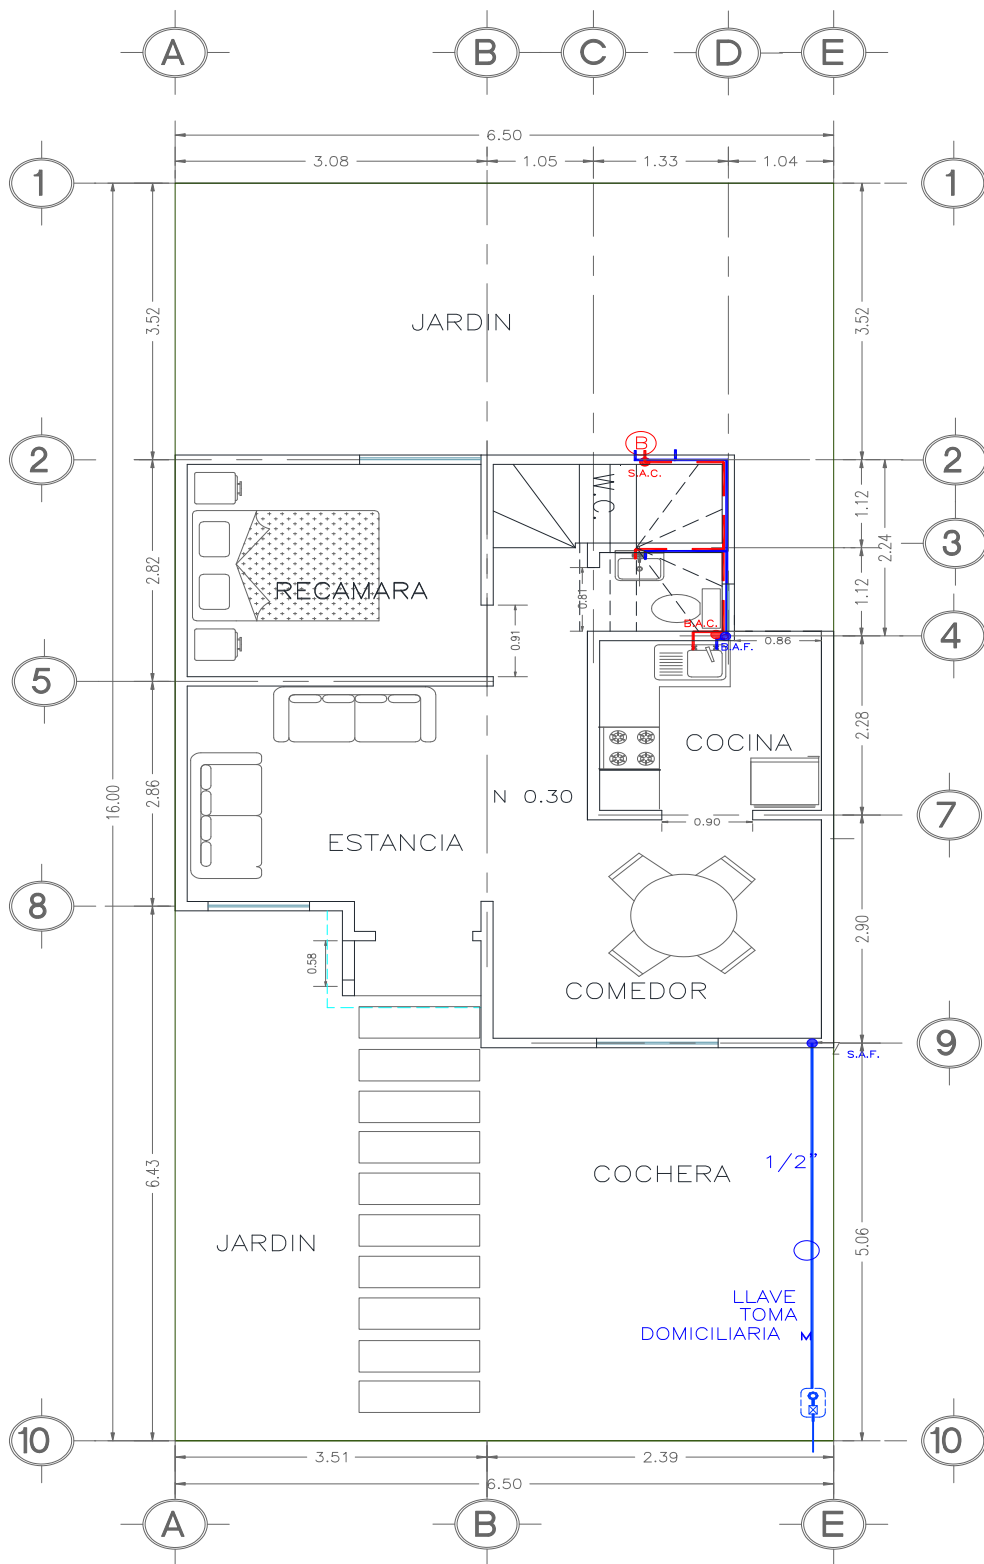 A B C D E
6.50
3.08 1.05 1.33 1.04
1 1
3.52 3.52
JARDIN
B
2 2
S.A.C.
W.C.
1.12
3
2.24
2.82
RECAMARA
0.81
1.12
0.91
B.A.C.
4
B.A.F.
0.86
5
COCINA
2.28
16.00
2.86
N 0.30
7
0.90
ESTANCIA
8
2.90
0.58
COMEDOR
9
S.A.F.
1/2"
COCHERA
6.43
JARDIN
5.06
LLAVE
TOMA
DOMICILIARIA M
10 10
3.51 2.39
6.50
A B E